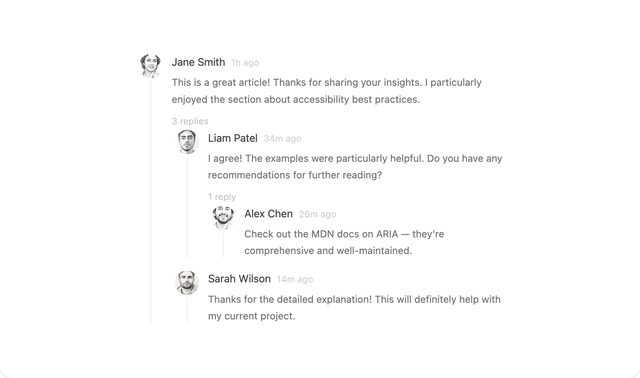 Jane Smith 1h ago
This is a great article! Thanks for sharing your insights. I particularly
enjoyed the section about accessibility best practices.
3 replies
Liam Patel 34m ago
I agree! The examples were particularly helpful. Do you have any
recommendations for further reading?
1 reply
Alex Chen 26m ago
Check out the MDN docs on ARIA — they're
comprehensive and well-maintained.
Sarah Wilson 14m ago
Thanks for the detailed explanation! This will definitely help with
my current project.